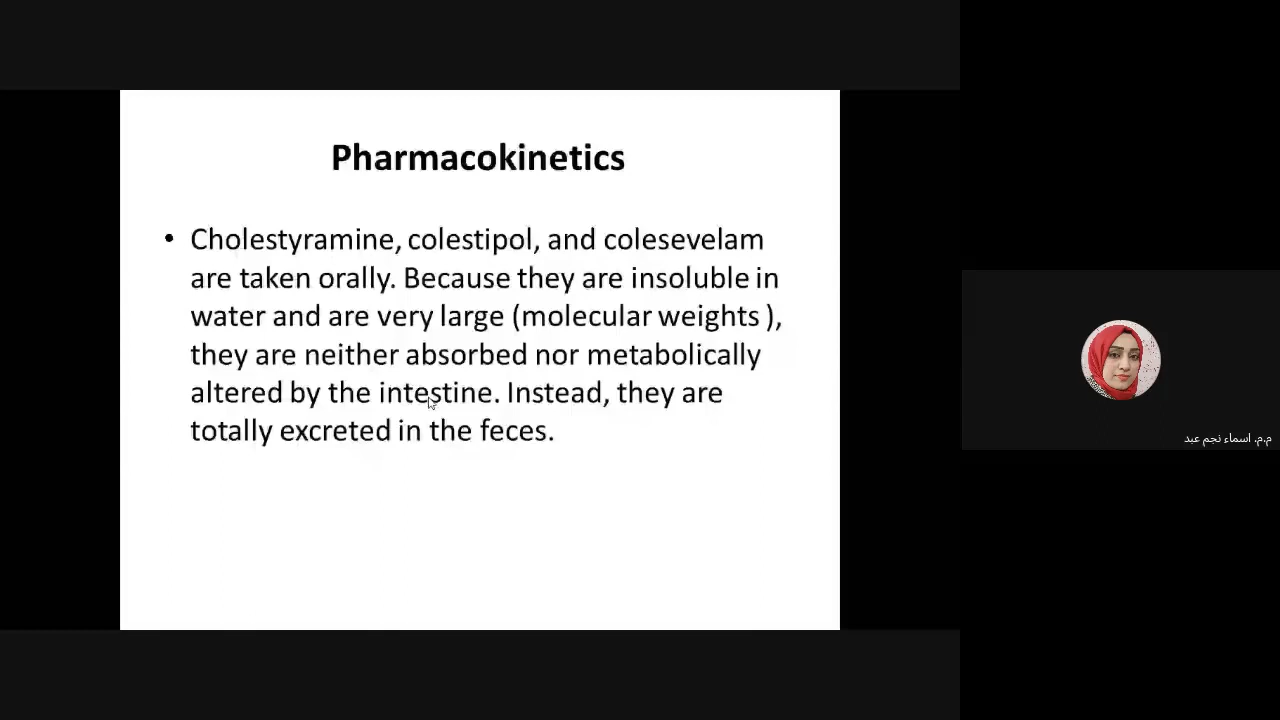 Pharmacokinetics
• Cholestyramine, colestipol, and colesevelam
are taken orally. Because they are insoluble in
water and are very large (molecular weights ),
they are neither absorbed nor metabolically
altered by the intestine. Instead, they are
totally excreted in the feces.
م.م. اسماء نجم عبد